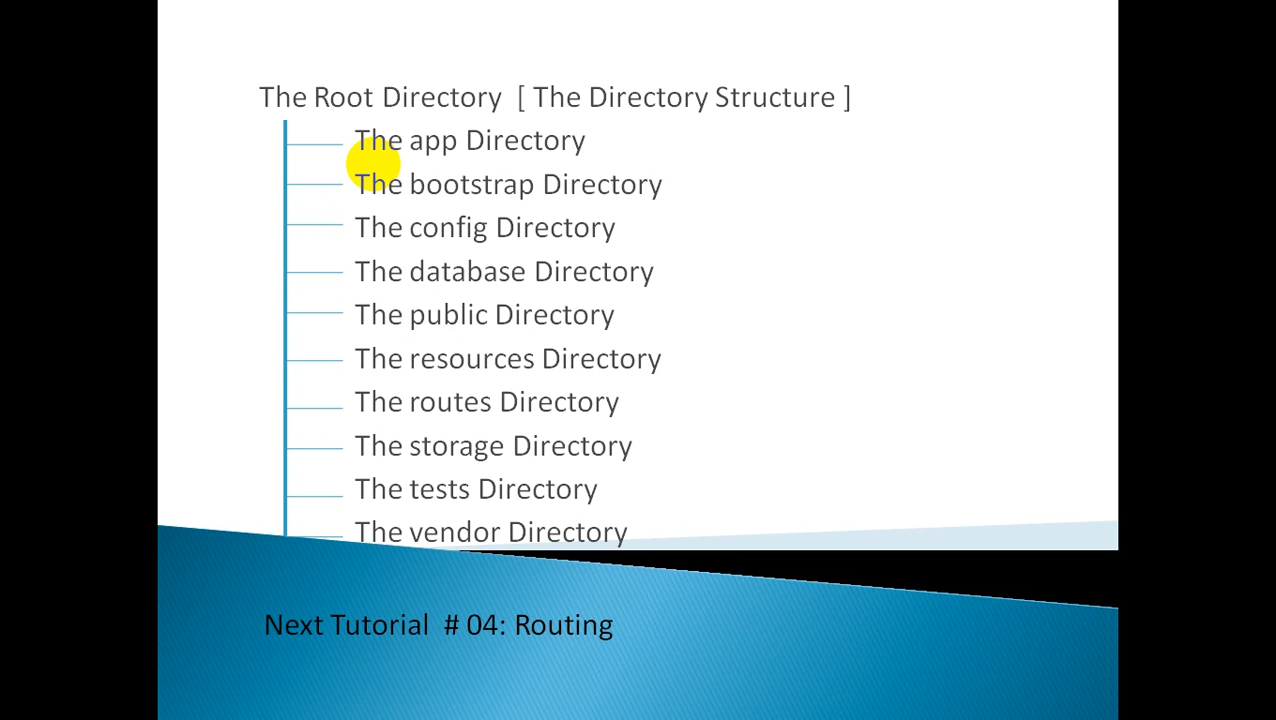 The Root Directory [ The Directory Structure ]
The app Directory
The bootstrap Directory
The config Directory
The database Directory
The public Directory
The resources Directory
The routes Directory
The storage Directory
The tests Directory
The vendor Directory
Next Tutorial # 04: Routing